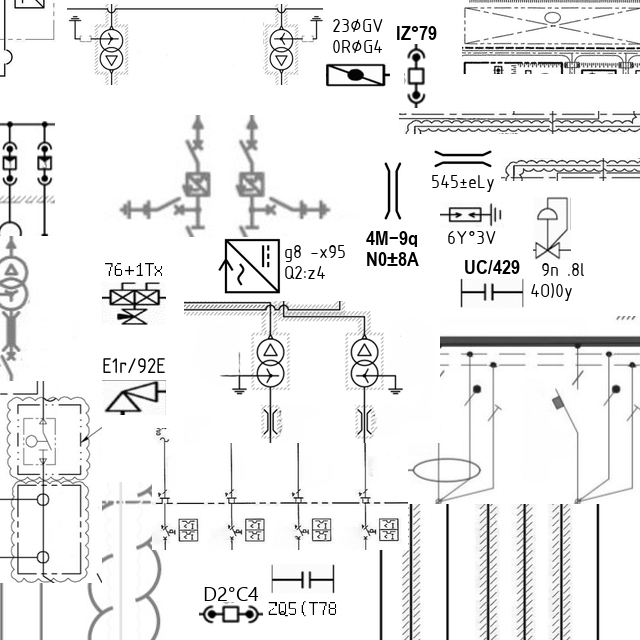 23ØGV
0RØG4
IZ°79
545±eLy
6Y°3V
4M-9q
N0±8A
g8 -x95
Q2:z4
UC/429
9n .8l
4O)0y
76+1Tx
E1r/92E
D2°C4
ZQ5(T78